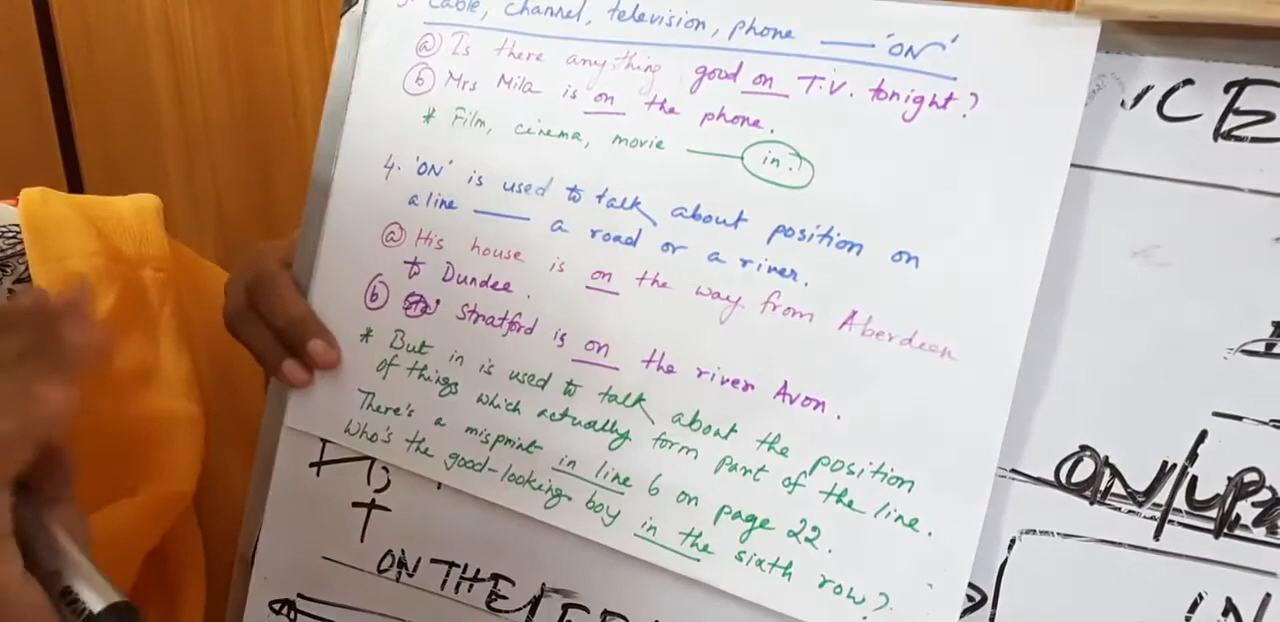 cable, channel, television, phone — 'ON'
ⓐ Is there anything good on T.V. tonight?
ⓑ Mrs Mila is on the phone.
* Film, cinema, movie — in.
4. 'ON' is used to talk about position on
a line — a road or a river.
ⓐ His house is on the way from Aberdeen
to Dundee.
ⓑ Stratford is on the river Avon.
* But in is used to talk about the position
of things which actually form part of the line.
There's a misprint in line 6 on page 22.
Who's the good-looking boy in the sixth row?
ON THE
CE
ON/UP
IN